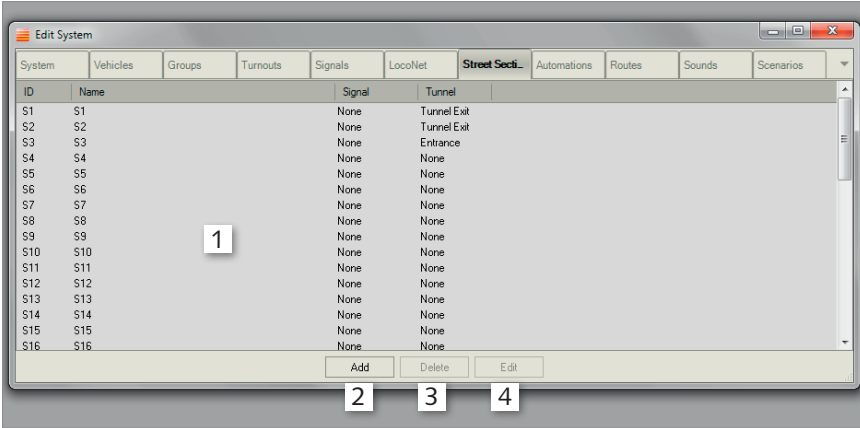 Edit System
System Vehicles Groups Turnouts Signals LocoNet Street Secti... Automations Routes Sounds Scenarios
ID Name Signal Tunnel
S1 S1 None Tunnel Exit
S2 S2 None Tunnel Exit
S3 S3 None Entrance
S4 S4 None None
S5 S5 None None
S6 S6 None None
S7 S7 None None
S8 S8 None None
S9 S9 None None
S10 S10 None None
S11 S11 None None
S12 S12 None None
S13 S13 None None
S14 S14 None None
S15 S15 None None
S16 S16 None None
1
Add Delete Edit
2 3 4